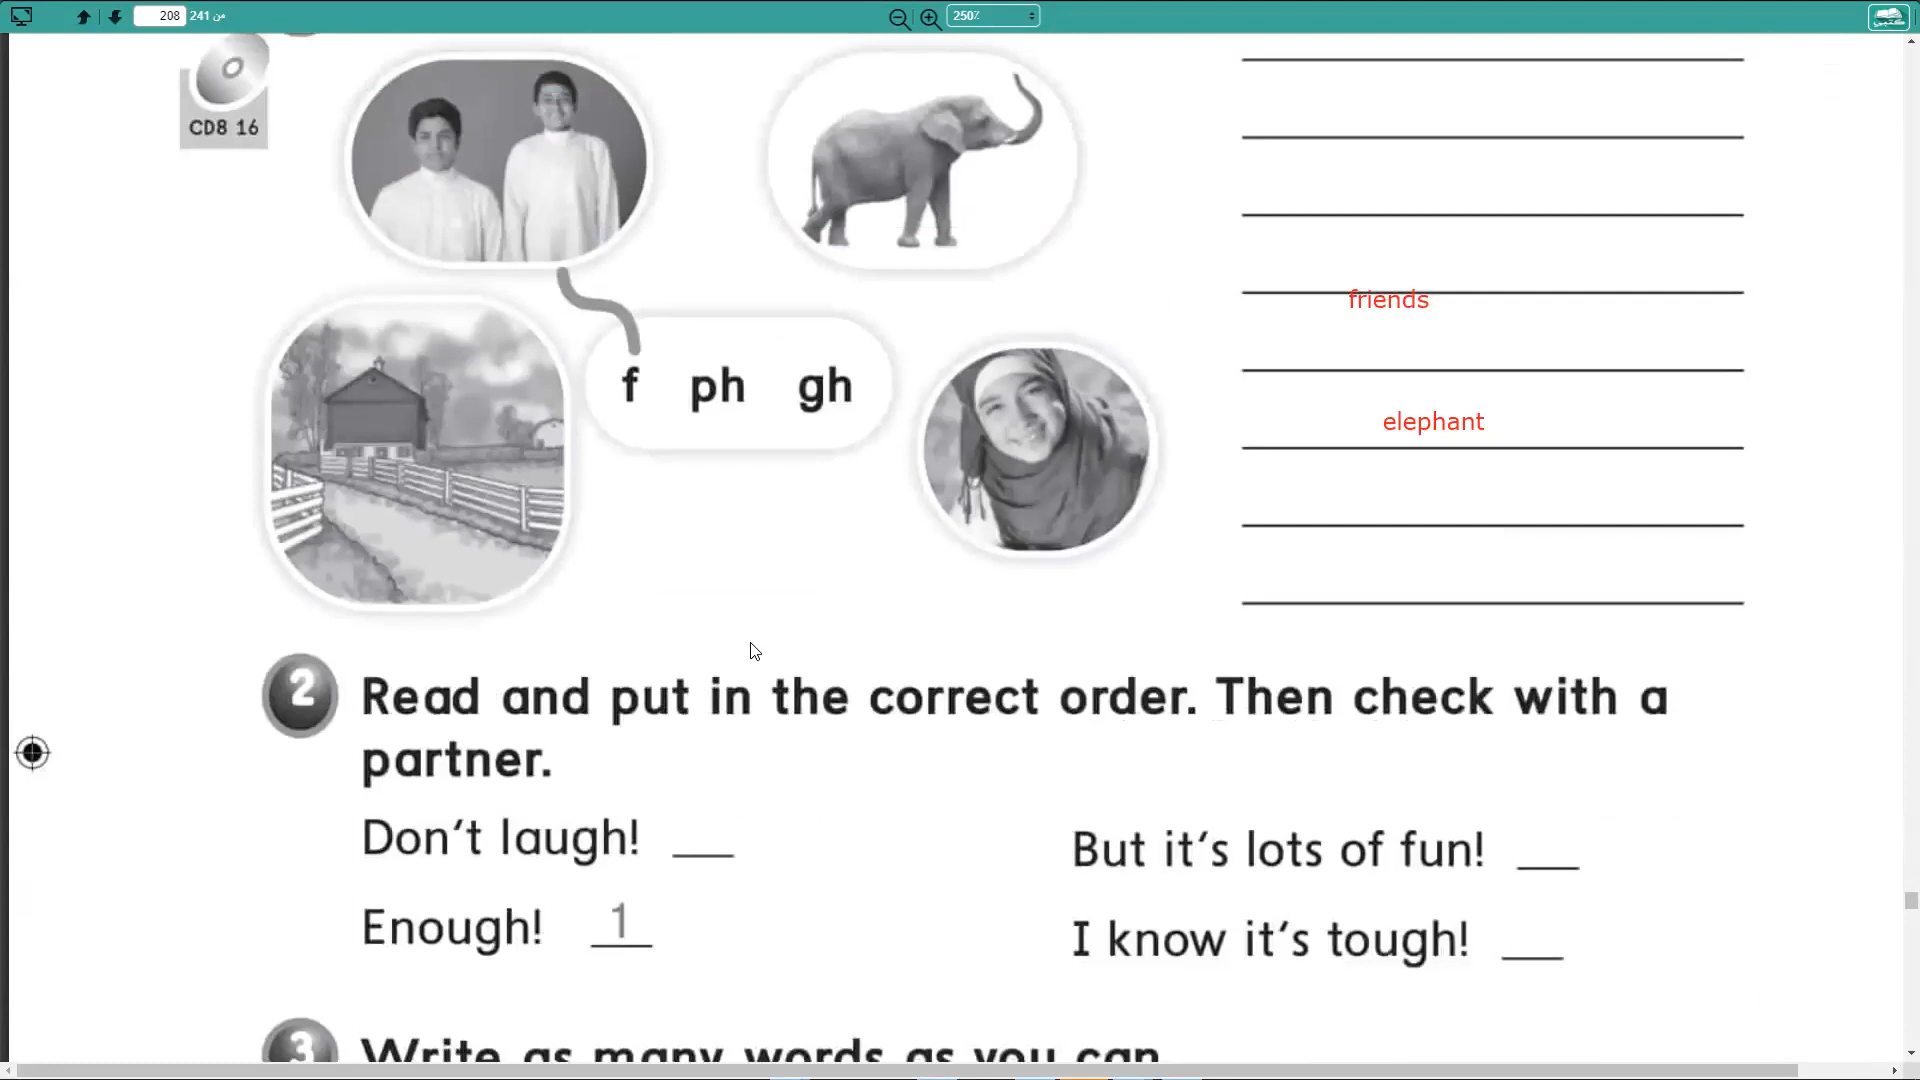 208
من 241
250٪
CD8 16
friends
f ph gh
elephant
2 Read and put in the correct order. Then check with a
partner.
Don't laugh! ___
But it's lots of fun! ___
Enough! 1
I know it's tough! ___
3 Write as many words as you can